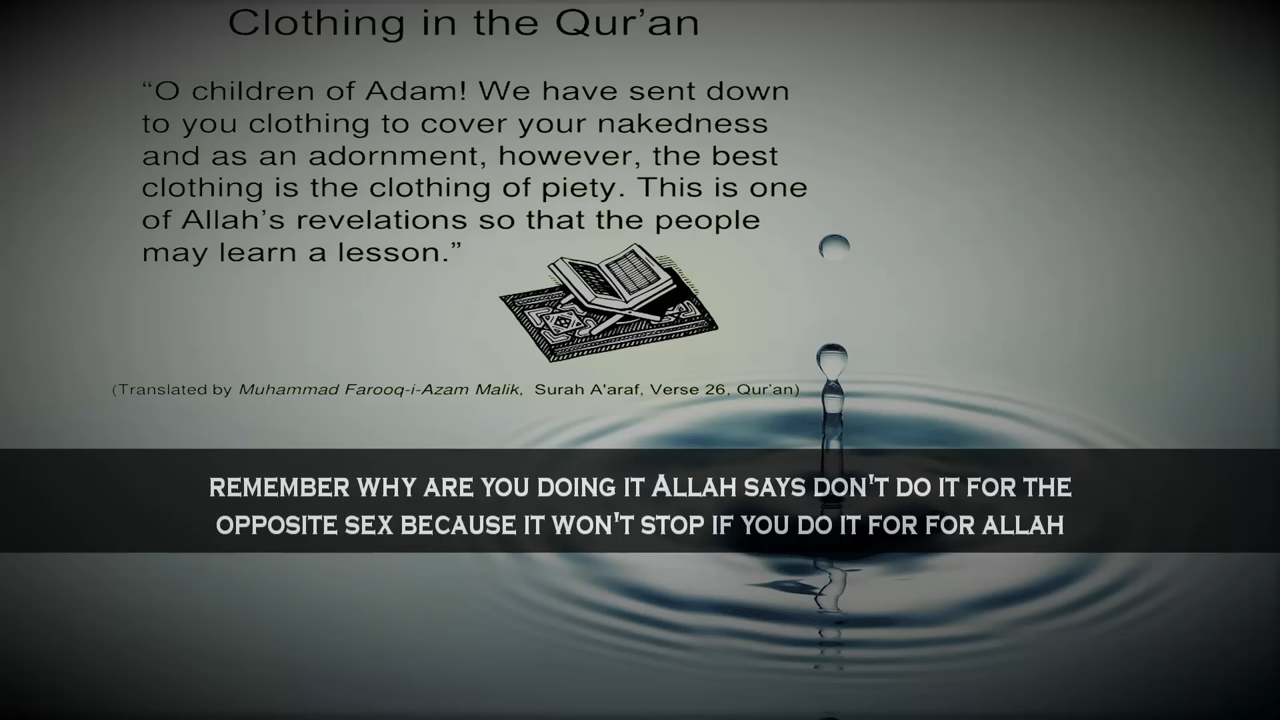 Clothing in the Qur’an
“O children of Adam! We have sent down
to you clothing to cover your nakedness
and as an adornment, however, the best
clothing is the clothing of piety. This is one
of Allah’s revelations so that the people
may learn a lesson.”
(Translated by Muhammad Farooq-i-Azam Malik, Surah A'araf, Verse 26, Qur’an)
REMEMBER WHY ARE YOU DOING IT ALLAH SAYS DON'T DO IT FOR THE
OPPOSITE SEX BECAUSE IT WON'T STOP IF YOU DO IT FOR FOR ALLAH